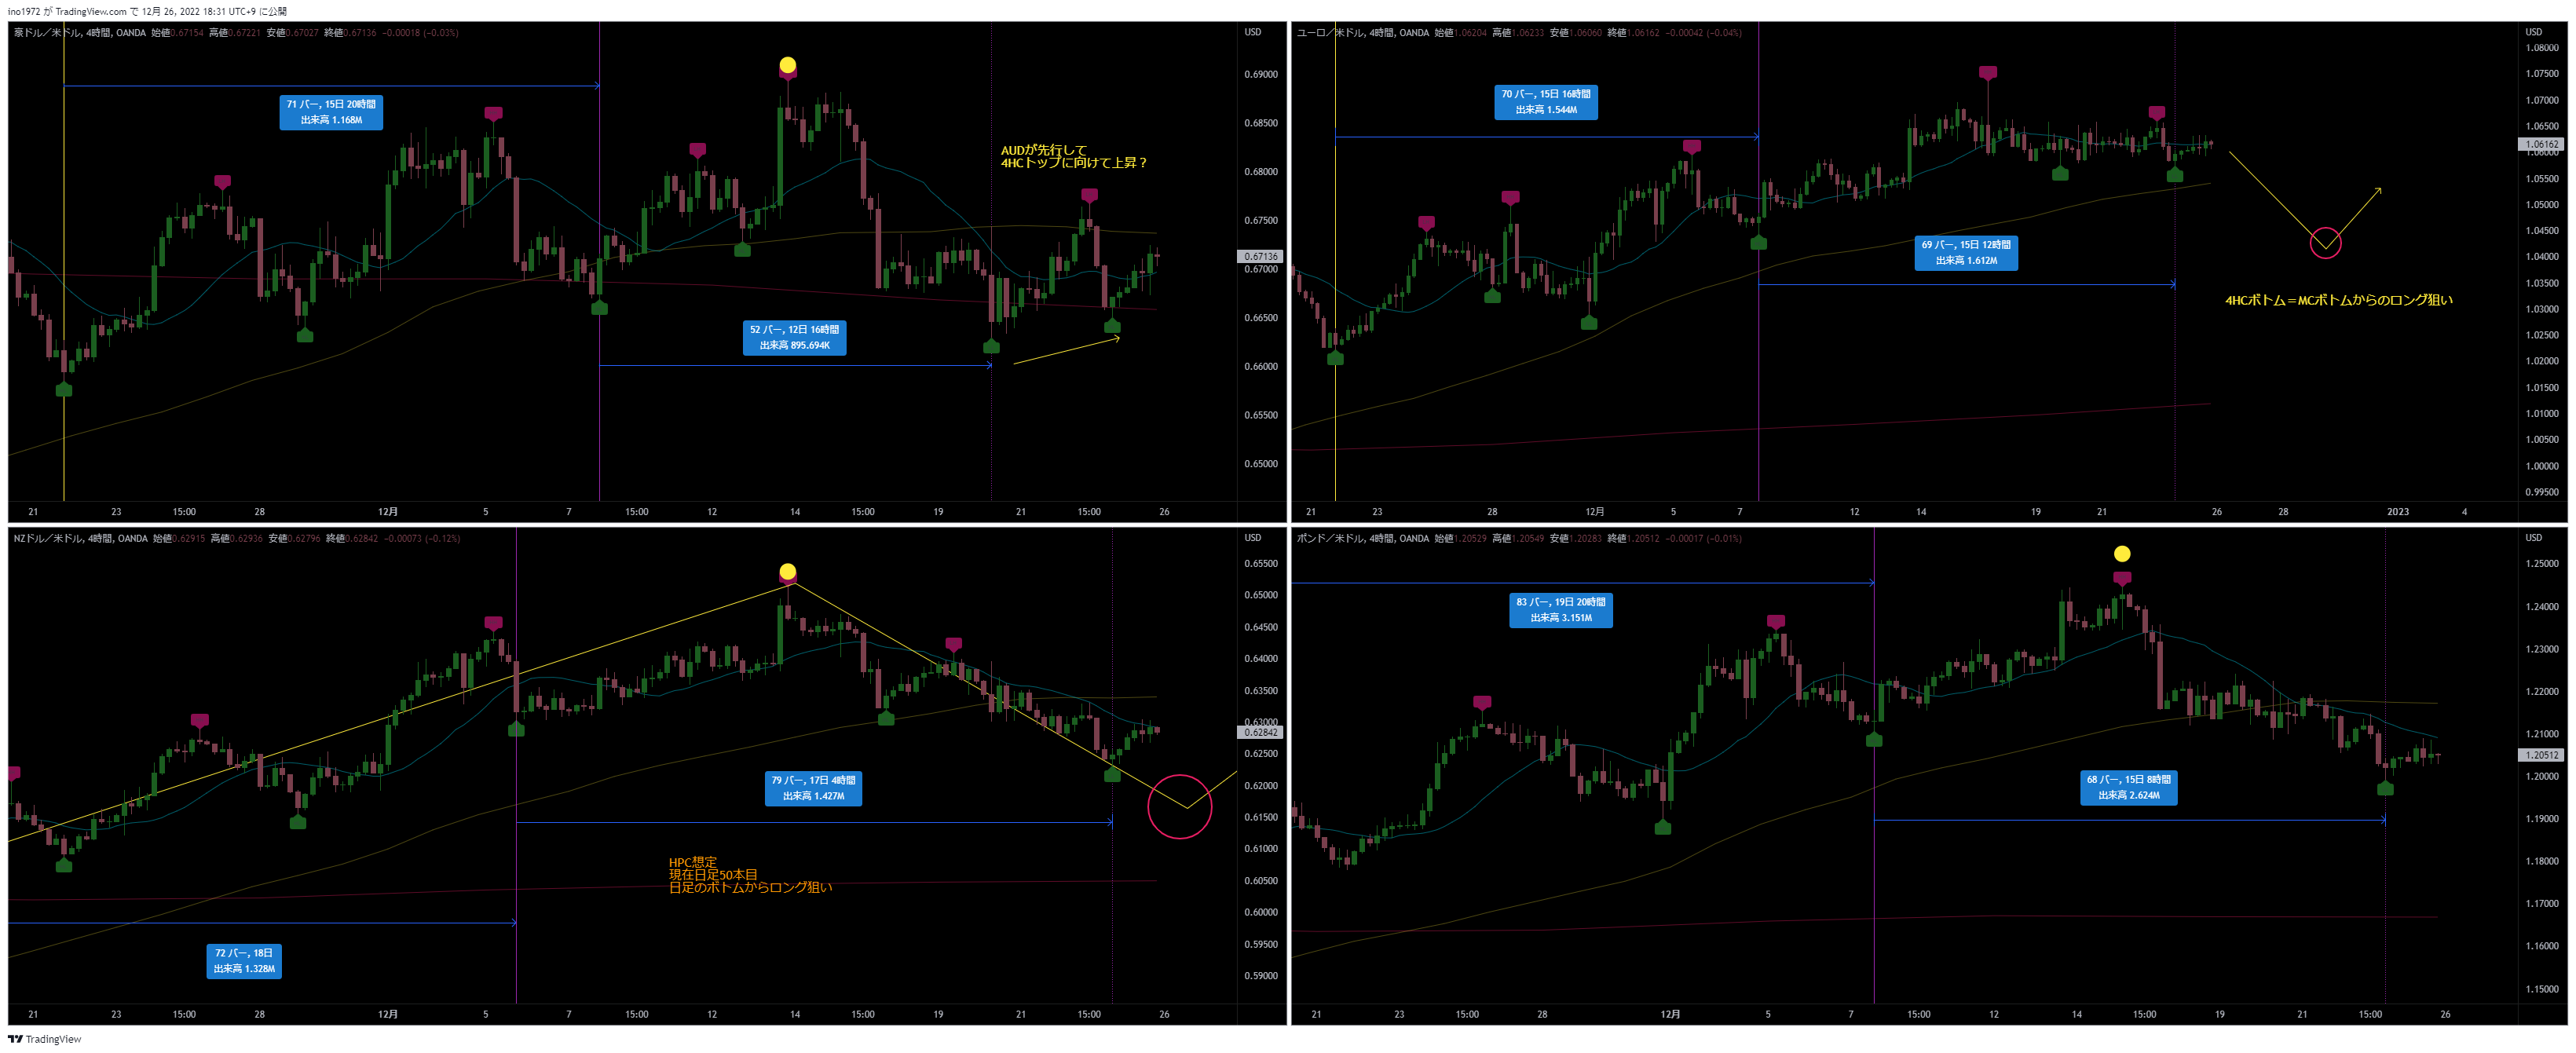 ino1972 が TradingView.com で 12月 26, 2022 18:31 UTC+9 に公開
豪ドル／米ドル, 4時間, OANDA 始値0.67154 高値0.67221 安値0.67027 終値0.67136 −0.00018 (−0.03%)
USD
71 バー, 15日 20時間
出来高 1.168M
AUDが先行して
4HCトップに向けて上昇？
52 バー, 12日 16時間
出来高 895.694K
0.69000
0.68500
0.68000
0.67500
0.67136
0.67000
0.66500
0.66000
0.65500
0.65000
21 23 15:00 28 12月 5 7 15:00 12 14 15:00 19 21 15:00 26
ユーロ／米ドル, 4時間, OANDA 始値1.06204 高値1.06233 安値1.06060 終値1.06162 −0.00042 (−0.04%)
USD
70 バー, 15日 16時間
出来高 1.544M
69 バー, 15日 12時間
出来高 1.612M
4HCボトム＝MCボトムからのロング狙い
1.08000
1.07500
1.07000
1.06500
1.06162
1.06000
1.05500
1.05000
1.04500
1.04000
1.03500
1.03000
1.02500
1.02000
1.01500
1.01000
1.00500
1.00000
0.99500
21 23 28 12月 5 7 12 14 19 21 26 28 2023 4
NZドル／米ドル, 4時間, OANDA 始値0.62915 高値0.62936 安値0.62796 終値0.62842 −0.00073 (−0.12%)
USD
79 バー, 17日 4時間
出来高 1.427M
HPC想定
現在日足50本目
日足のボトムからロング狙い
72 バー, 18日
出来高 1.328M
0.65500
0.65000
0.64500
0.64000
0.63500
0.63000
0.62842
0.62500
0.62000
0.61500
0.61000
0.60500
0.60000
0.59500
0.59000
21 23 15:00 28 12月 5 7 15:00 12 14 15:00 19 21 15:00 26
ポンド／米ドル, 4時間, OANDA 始値1.20529 高値1.20549 安値1.20283 終値1.20512 −0.00017 (−0.01%)
USD
83 バー, 19日 20時間
出来高 3.151M
68 バー, 15日 8時間
出来高 2.624M
1.25000
1.24000
1.23000
1.22000
1.21000
1.20512
1.20000
1.19000
1.18000
1.17000
1.16000
1.15000
21 23 15:00 28 12月 5 7 15:00 12 14 15:00 19 21 15:00 26
TradingView